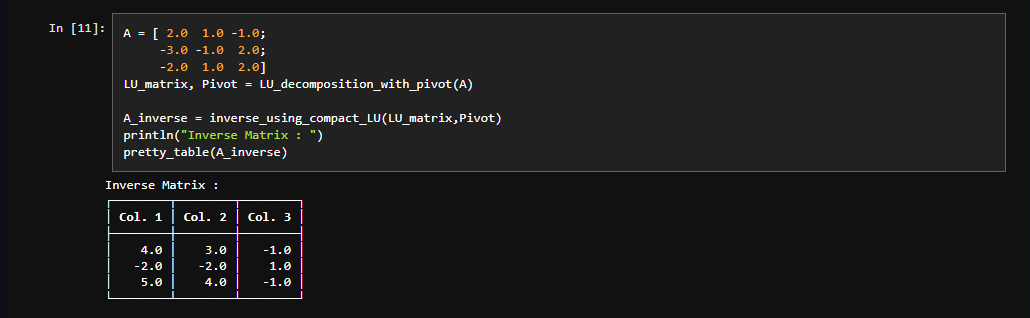 In [11]:
A = [ 2.0  1.0 -1.0;
     -3.0 -1.0  2.0;
     -2.0  1.0  2.0]
LU_matrix, Pivot = LU_decomposition_with_pivot(A)
A_inverse = inverse_using_compact_LU(LU_matrix,Pivot)
println("Inverse Matrix : ")
pretty_table(A_inverse)
Inverse Matrix :
Col. 1 Col. 2 Col. 3
4.0 3.0 -1.0
-2.0 -2.0 1.0
5.0 4.0 -1.0